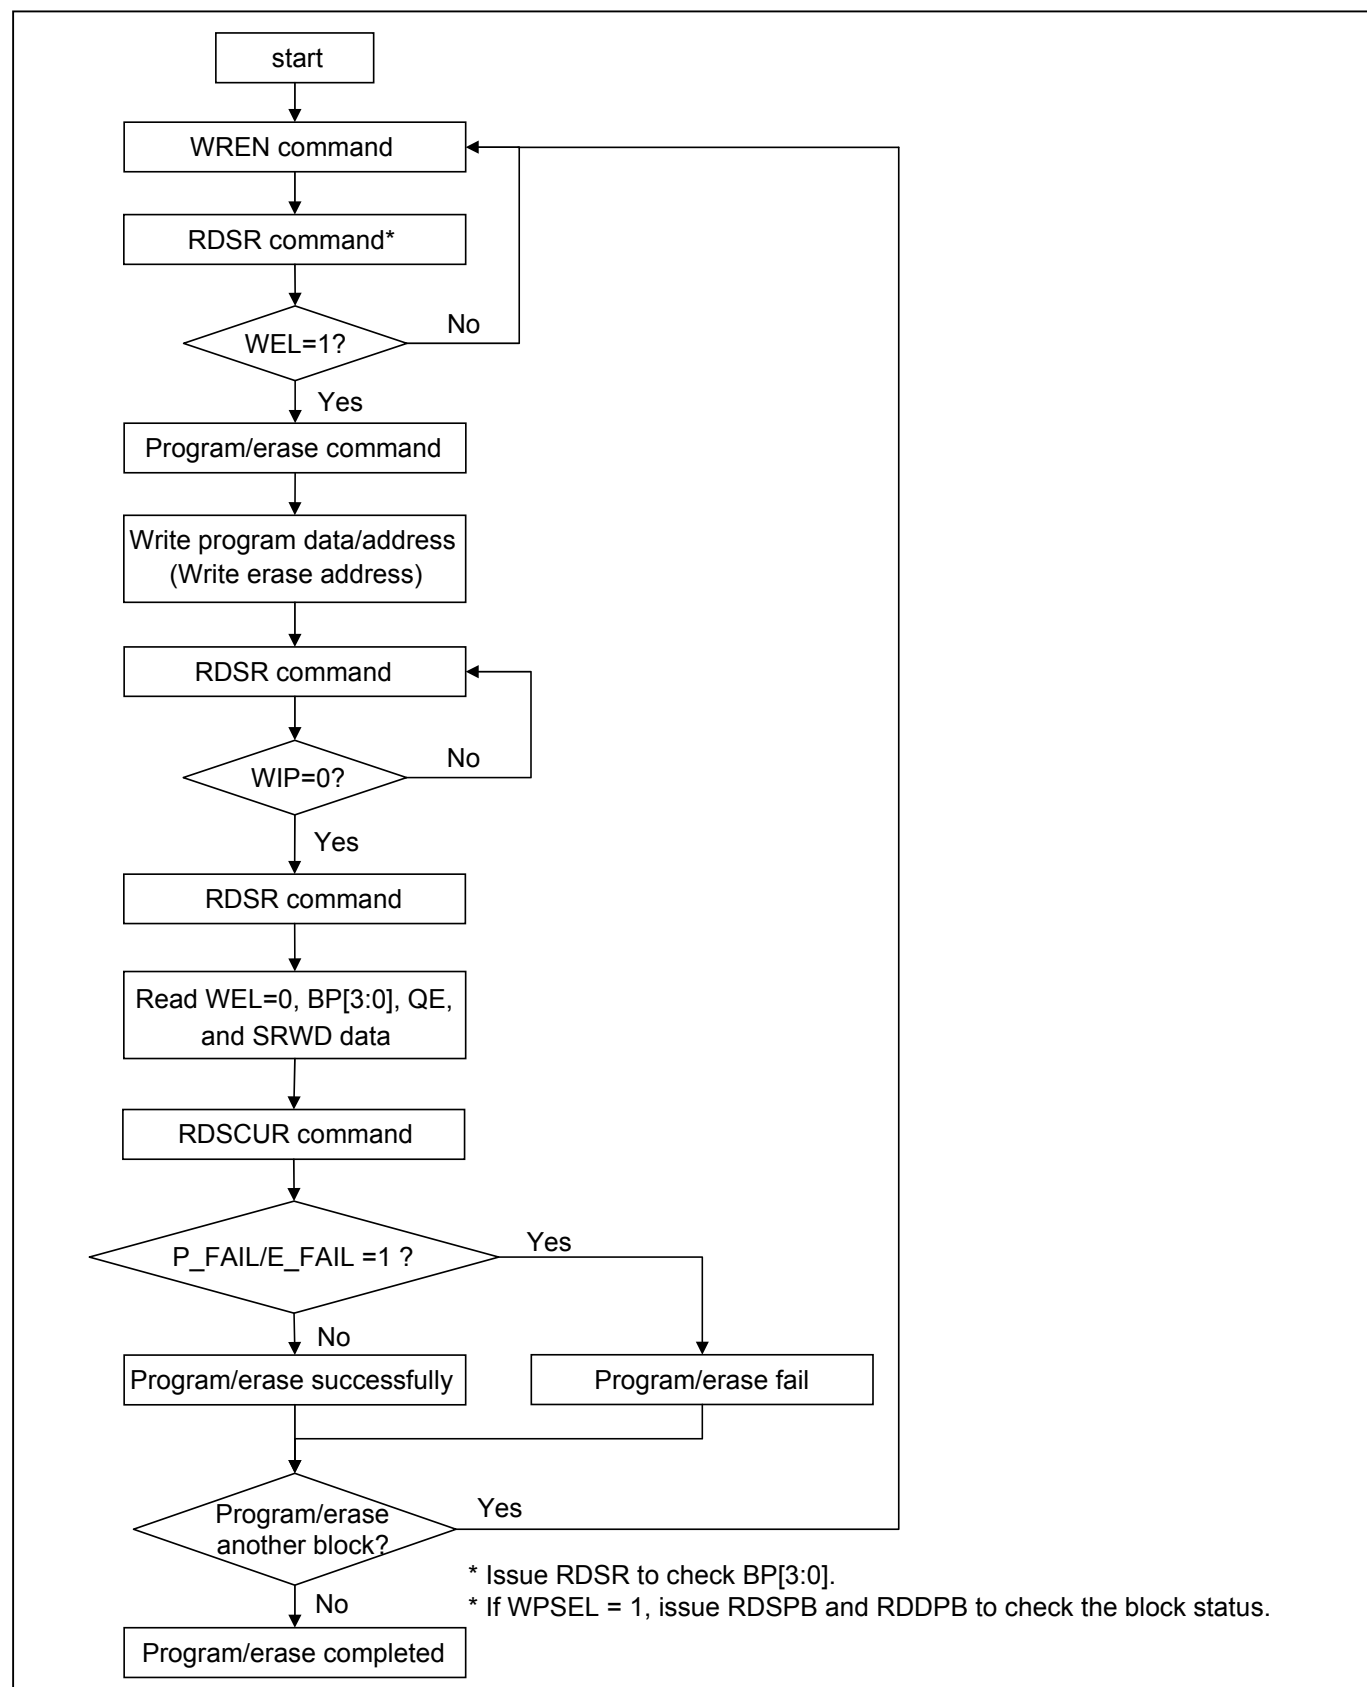 start
WREN command
RDSR command*
WEL=1?
No
Yes
Program/erase command
Write program data/address
(Write erase address)
RDSR command
WIP=0?
No
Yes
RDSR command
Read WEL=0, BP[3:0], QE,
and SRWD data
RDSCUR command
P_FAIL/E_FAIL =1 ?
Yes
No
Program/erase successfully
Program/erase fail
Program/erase
another block?
Yes
No
* Issue RDSR to check BP[3:0].
* If WPSEL = 1, issue RDSPB and RDDPB to check the block status.
Program/erase completed